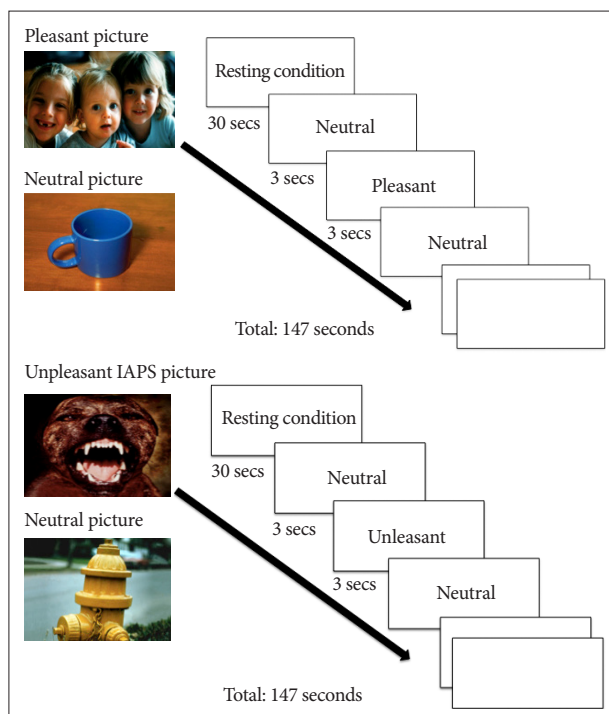 Pleasant picture
Resting condition
30 secs
Neutral
Neutral picture
3 secs
Pleasant
3 secs
Neutral
Total: 147 seconds
Unpleasant IAPS picture
Resting condition
30 secs
Neutral
Neutral picture
3 secs
Unleasant
3 secs
Neutral
Total: 147 seconds